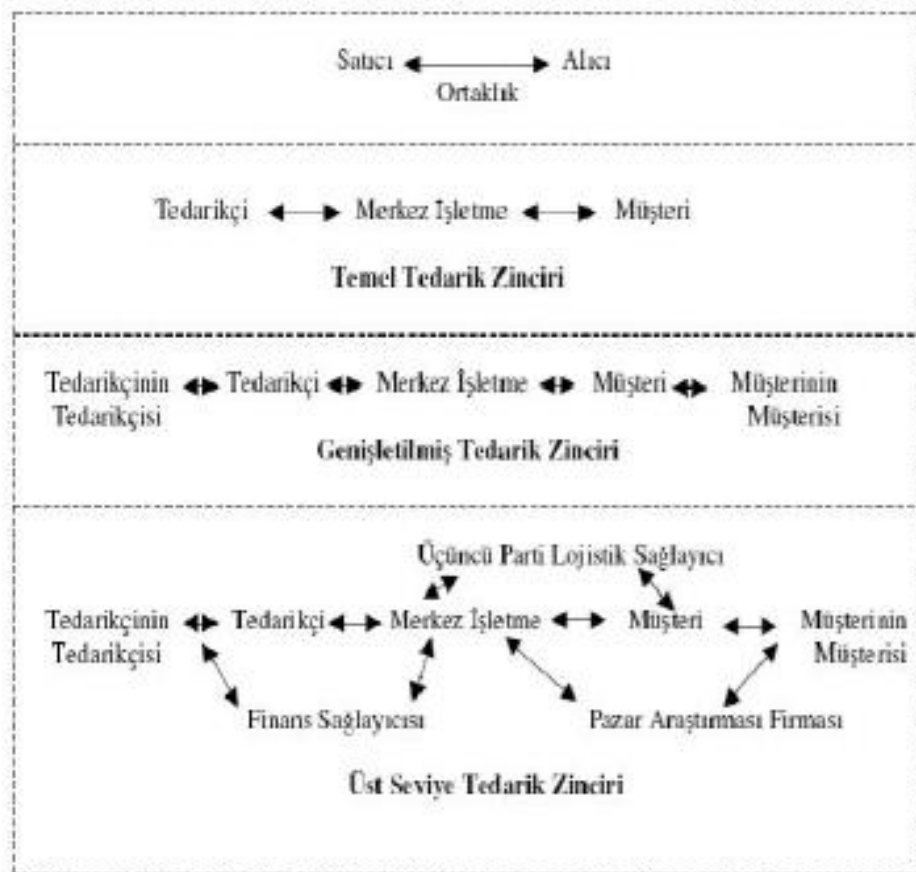 Satıcı Alıcı
Ortaklık
Tedarikçi Merkez İşletme Müşteri
Temel Tedarik Zinciri
Tedarikçinin Tedarikçi Merkez İşletme Müşteri Müşterinin
Tedarikçisi Müşterisi
Genişletilmiş Tedarik Zinciri
Üçüncü Parti Lojistik Sağlayıcı
Tedarikçinin Tedarikçi Merkez İşletme Müşteri Müşterinin
Tedarikçisi Müşterisi
Finans Sağlayıcısı Pazar Araştırması Firması
Üst Seviye Tedarik Zinciri